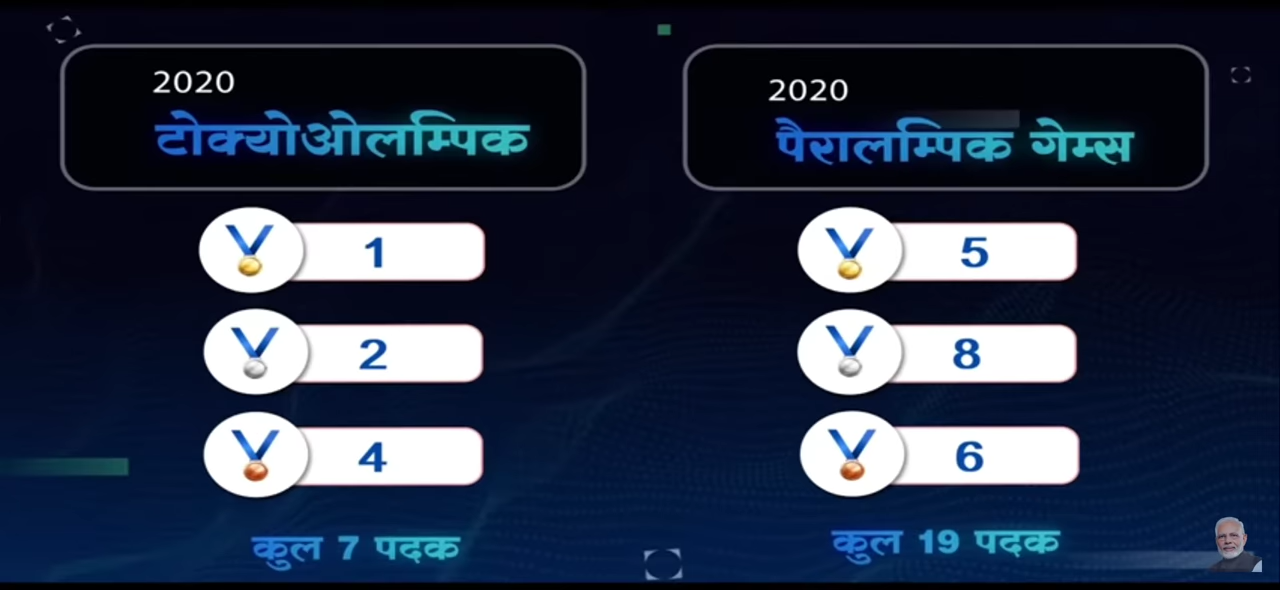 2020
टोक्योओलम्पिक
1
2
4
कुल 7 पदक
2020
पैरालम्पिक गेम्स
5
8
6
कुल 19 पदक